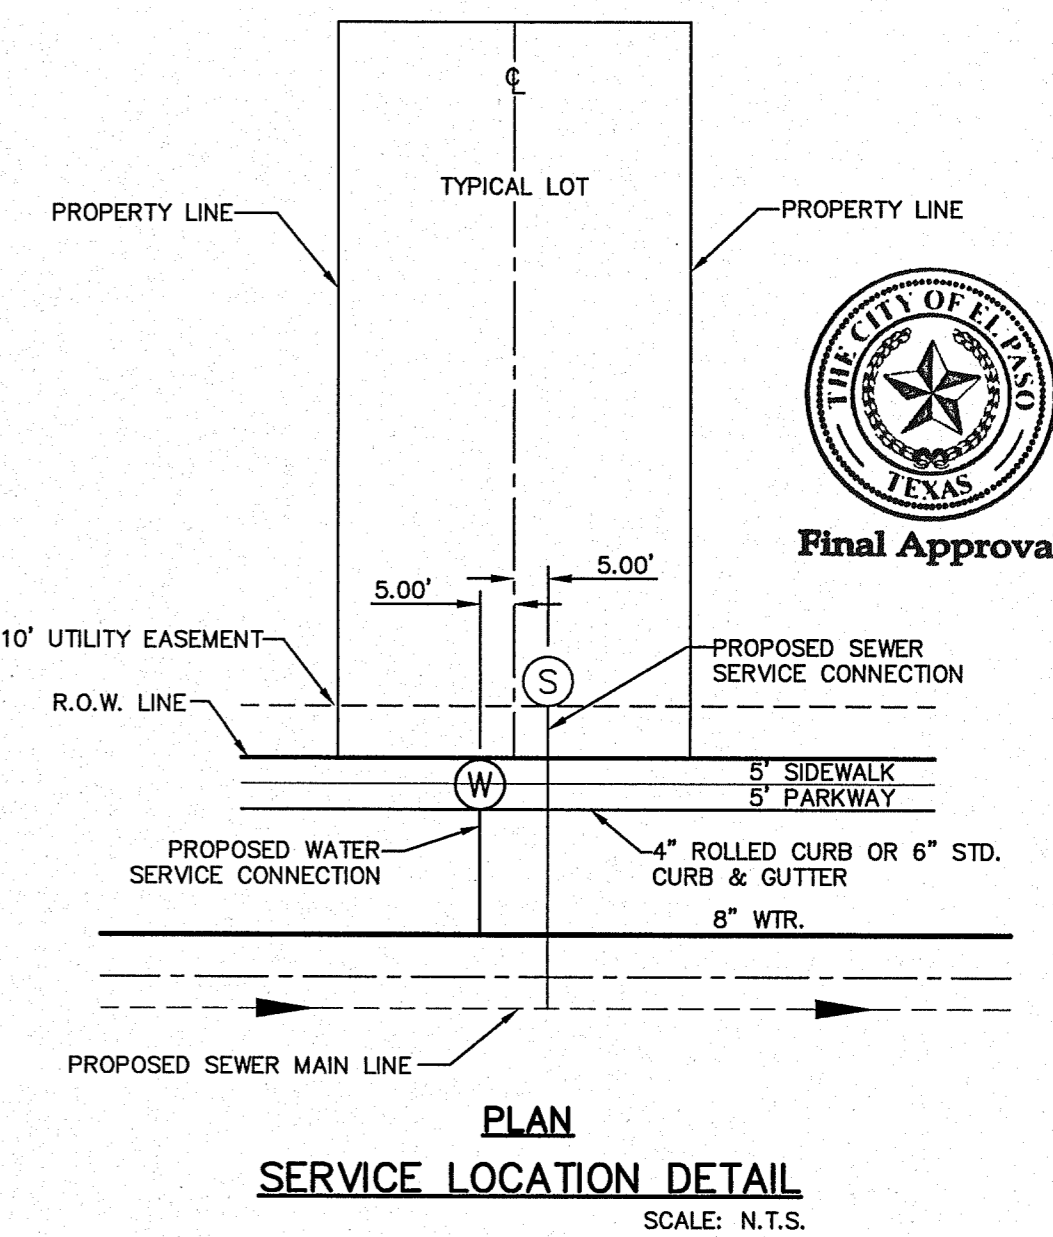 ℄
TYPICAL LOT
PROPERTY LINE
PROPERTY LINE
THE CITY OF EL PASO
TEXAS
Final Approva
5.00'
5.00'
10' UTILITY EASEMENT
PROPOSED SEWER
SERVICE CONNECTION
S
R.O.W. LINE
5' SIDEWALK
W
5' PARKWAY
PROPOSED WATER
SERVICE CONNECTION
4" ROLLED CURB OR 6" STD.
CURB & GUTTER
8" WTR.
PROPOSED SEWER MAIN LINE
PLAN
SERVICE LOCATION DETAIL
SCALE: N.T.S.